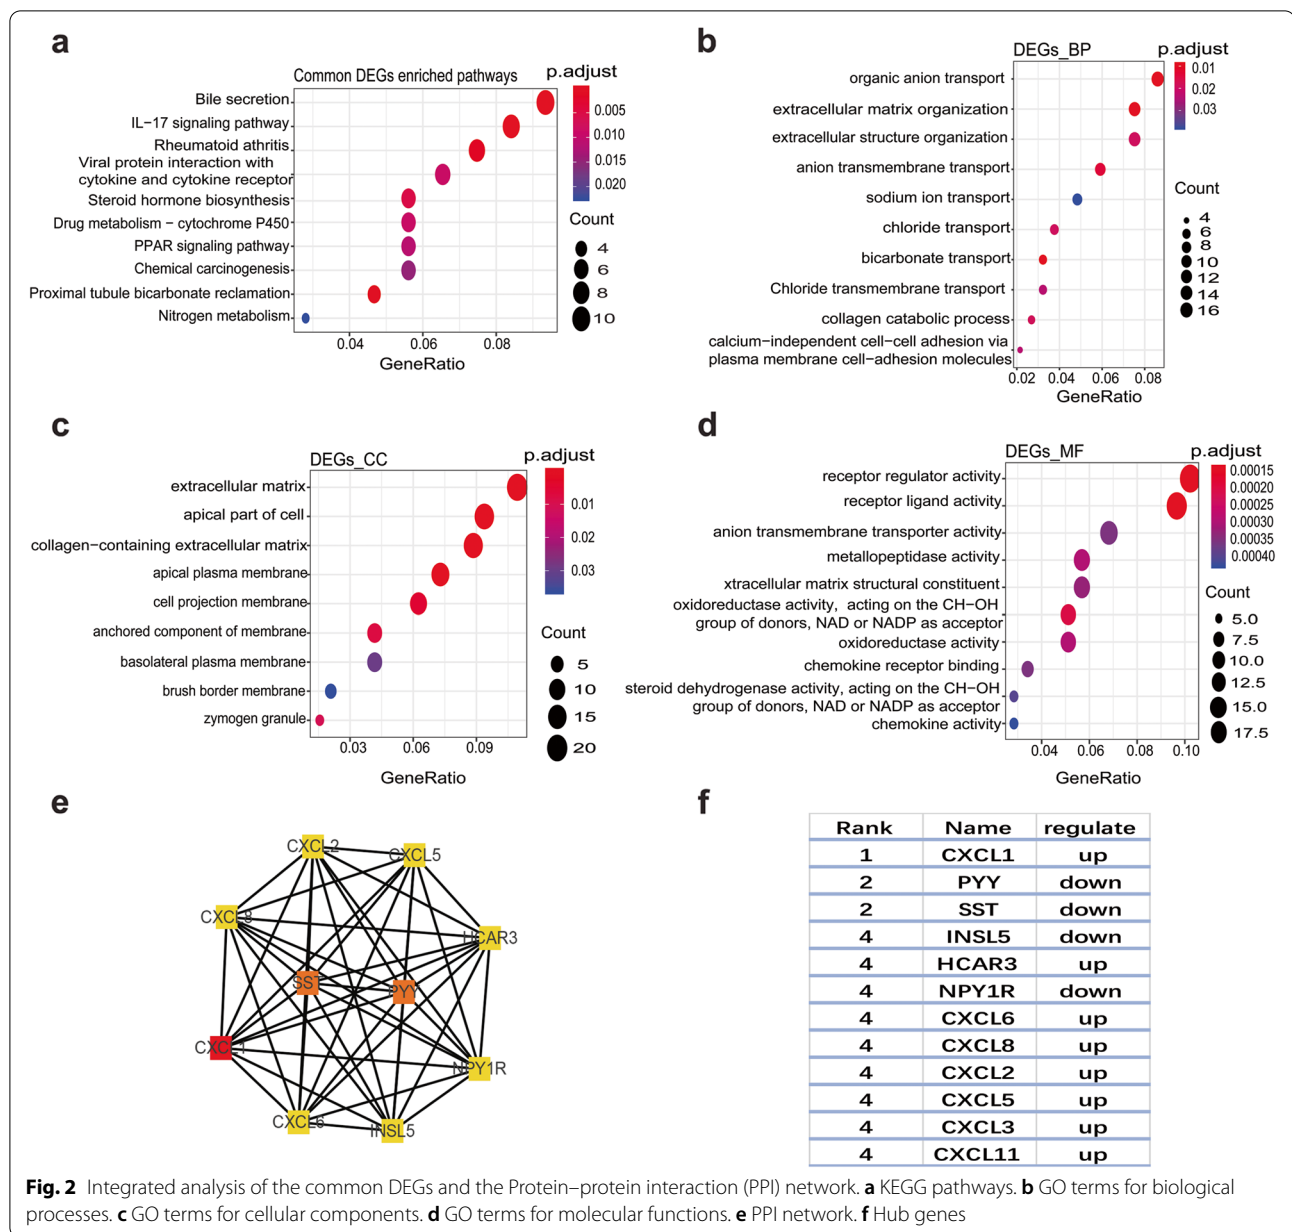 a
Common DEGs enriched pathways
p.adjust
Bile secretion
IL−17 signaling pathway
Rheumatoid athritis
Viral protein interaction with
cytokine and cytokine receptor
Steroid hormone biosynthesis
Drug metabolism − cytochrome P450
PPAR signaling pathway
Chemical carcinogenesis
Proximal tubule bicarbonate reclamation
Nitrogen metabolism
0.04 0.06 0.08
GeneRatio
0.005
0.010
0.015
0.020
Count
4
6
8
10
b
DEGs_BP
p.adjust
organic anion transport
extracellular matrix organization
extracellular structure organization
anion transmembrane transport
sodium ion transport
chloride transport
bicarbonate transport
Chloride transmembrane transport
collagen catabolic process
calcium−independent cell−cell adhesion via
plasma membrane cell−adhesion molecules
0.02 0.04 0.06 0.08
GeneRatio
0.01
0.02
0.03
Count
4
6
8
10
12
14
16
c
DEGs_CC
p.adjust
extracellular matrix
apical part of cell
collagen−containing extracellular matrix
apical plasma membrane
cell projection membrane
anchored component of membrane
basolateral plasma membrane
brush border membrane
zymogen granule
0.03 0.06 0.09
GeneRatio
0.01
0.02
0.03
Count
5
10
15
20
d
DEGs_MF
p.adjust
receptor regulator activity
receptor ligand activity
anion transmembrane transporter activity
metallopeptidase activity
xtracellular matrix structural constituent
oxidoreductase activity, acting on the CH−OH
group of donors, NAD or NADP as acceptor
oxidoreductase activity
chemokine receptor binding
steroid dehydrogenase activity, acting on the CH−OH
group of donors, NAD or NADP as acceptor
chemokine activity
0.04 0.06 0.08 0.10
GeneRatio
0.00015
0.00020
0.00025
0.00030
0.00035
0.00040
Count
5.0
7.5
10.0
12.5
15.0
17.5
e
CXCL2
CXCL5
CXCL8
HCAR3
SST
PYY
CXCL1
NPY1R
CXCL6
INSL5
f
Rank Name regulate
1 CXCL1 up
2 PYY down
2 SST down
4 INSL5 down
4 HCAR3 up
4 NPY1R down
4 CXCL6 up
4 CXCL8 up
4 CXCL2 up
4 CXCL5 up
4 CXCL3 up
4 CXCL11 up
Fig. 2 Integrated analysis of the common DEGs and the Protein–protein interaction (PPI) network. a KEGG pathways. b GO terms for biological
processes. c GO terms for cellular components. d GO terms for molecular functions. e PPI network. f Hub genes